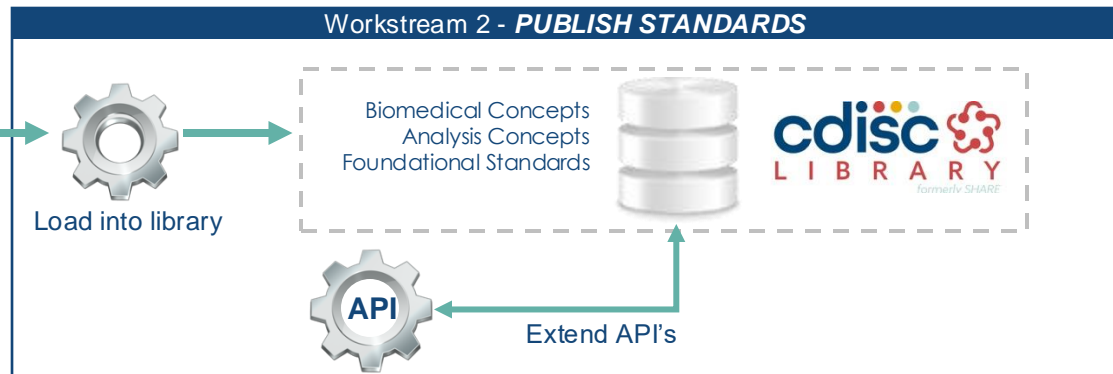 Workstream 2 - PUBLISH STANDARDS
Biomedical Concepts
Analysis Concepts
Foundational Standards
cdisc
LIBRARY
formerly SHARE
Load into library
API
Extend API's